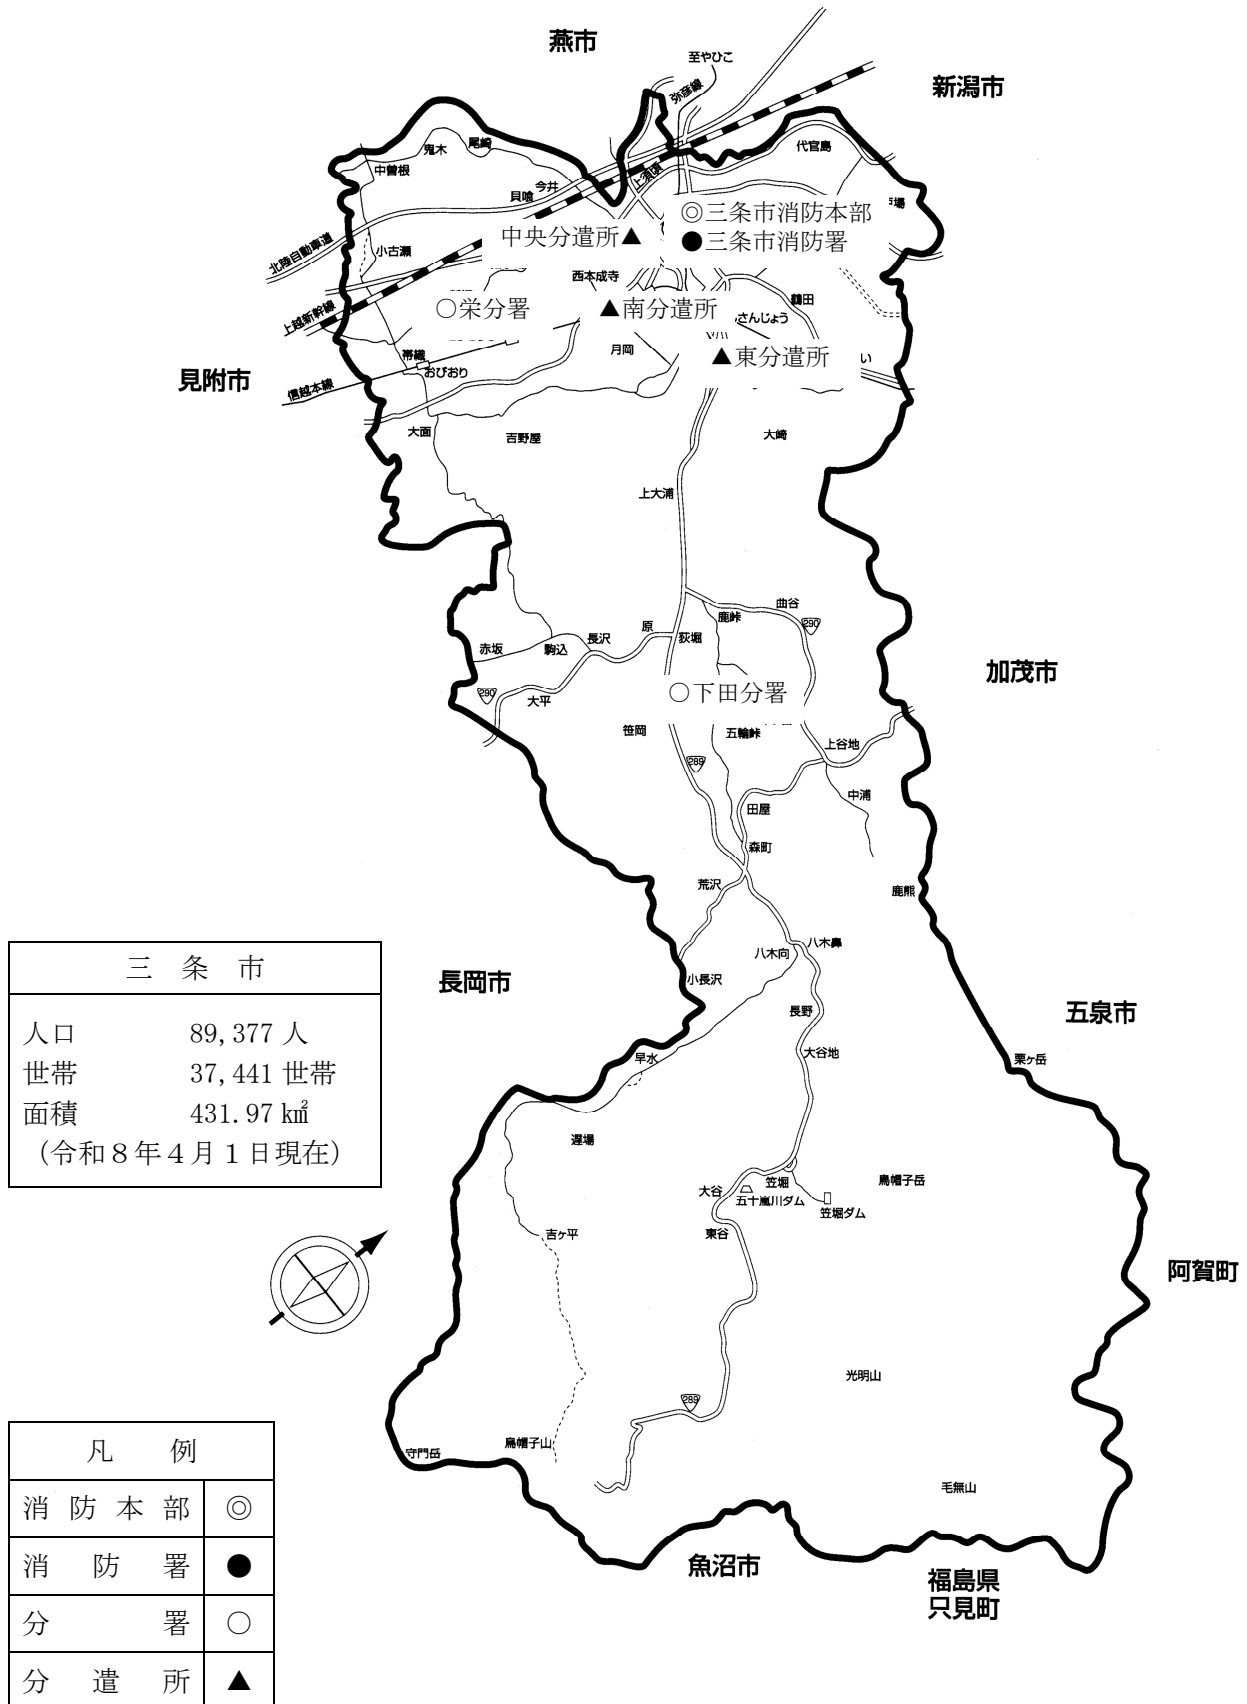 燕市
至やひこ
弥彦線
新潟市
代官島
尾崎
鬼木
中曽根
今井
貝喰
上須頃
◎三条市消防本部
●三条市消防署
中央分遣所▲
北陸自動車道
小古瀬
西本成寺
鶴田
上越新幹線
○栄分署
▲南分遣所
さんじょう
月岡
▲東分遣所
い
帯織
おびおり
見附市
信越本線
大面
吉野屋
大崎
上大浦
曲谷
鹿峠
290
原
荻堀
長沢
駒込
赤坂
加茂市
290
大平
○下田分署
笹岡
五輪峠
上谷地
289
中浦
田屋
森町
荒沢
鹿熊
八木鼻
八木向
長岡市
小長沢
長野
五泉市
大谷地
栗ヶ岳
早水
三条市
人口 89,377 人
世帯 37,441 世帯
面積 431.97 ㎢
（令和８年４月１日現在）
遅場
笠堀
烏帽子岳
大谷
五十嵐川ダム
笠堀ダム
東谷
吉ヶ平
阿賀町
光明山
289
烏帽子山
守門岳
毛無山
魚沼市
福島県
只見町
凡例
消防本部 ◎
消防署 ●
分署 ○
分遣所 ▲